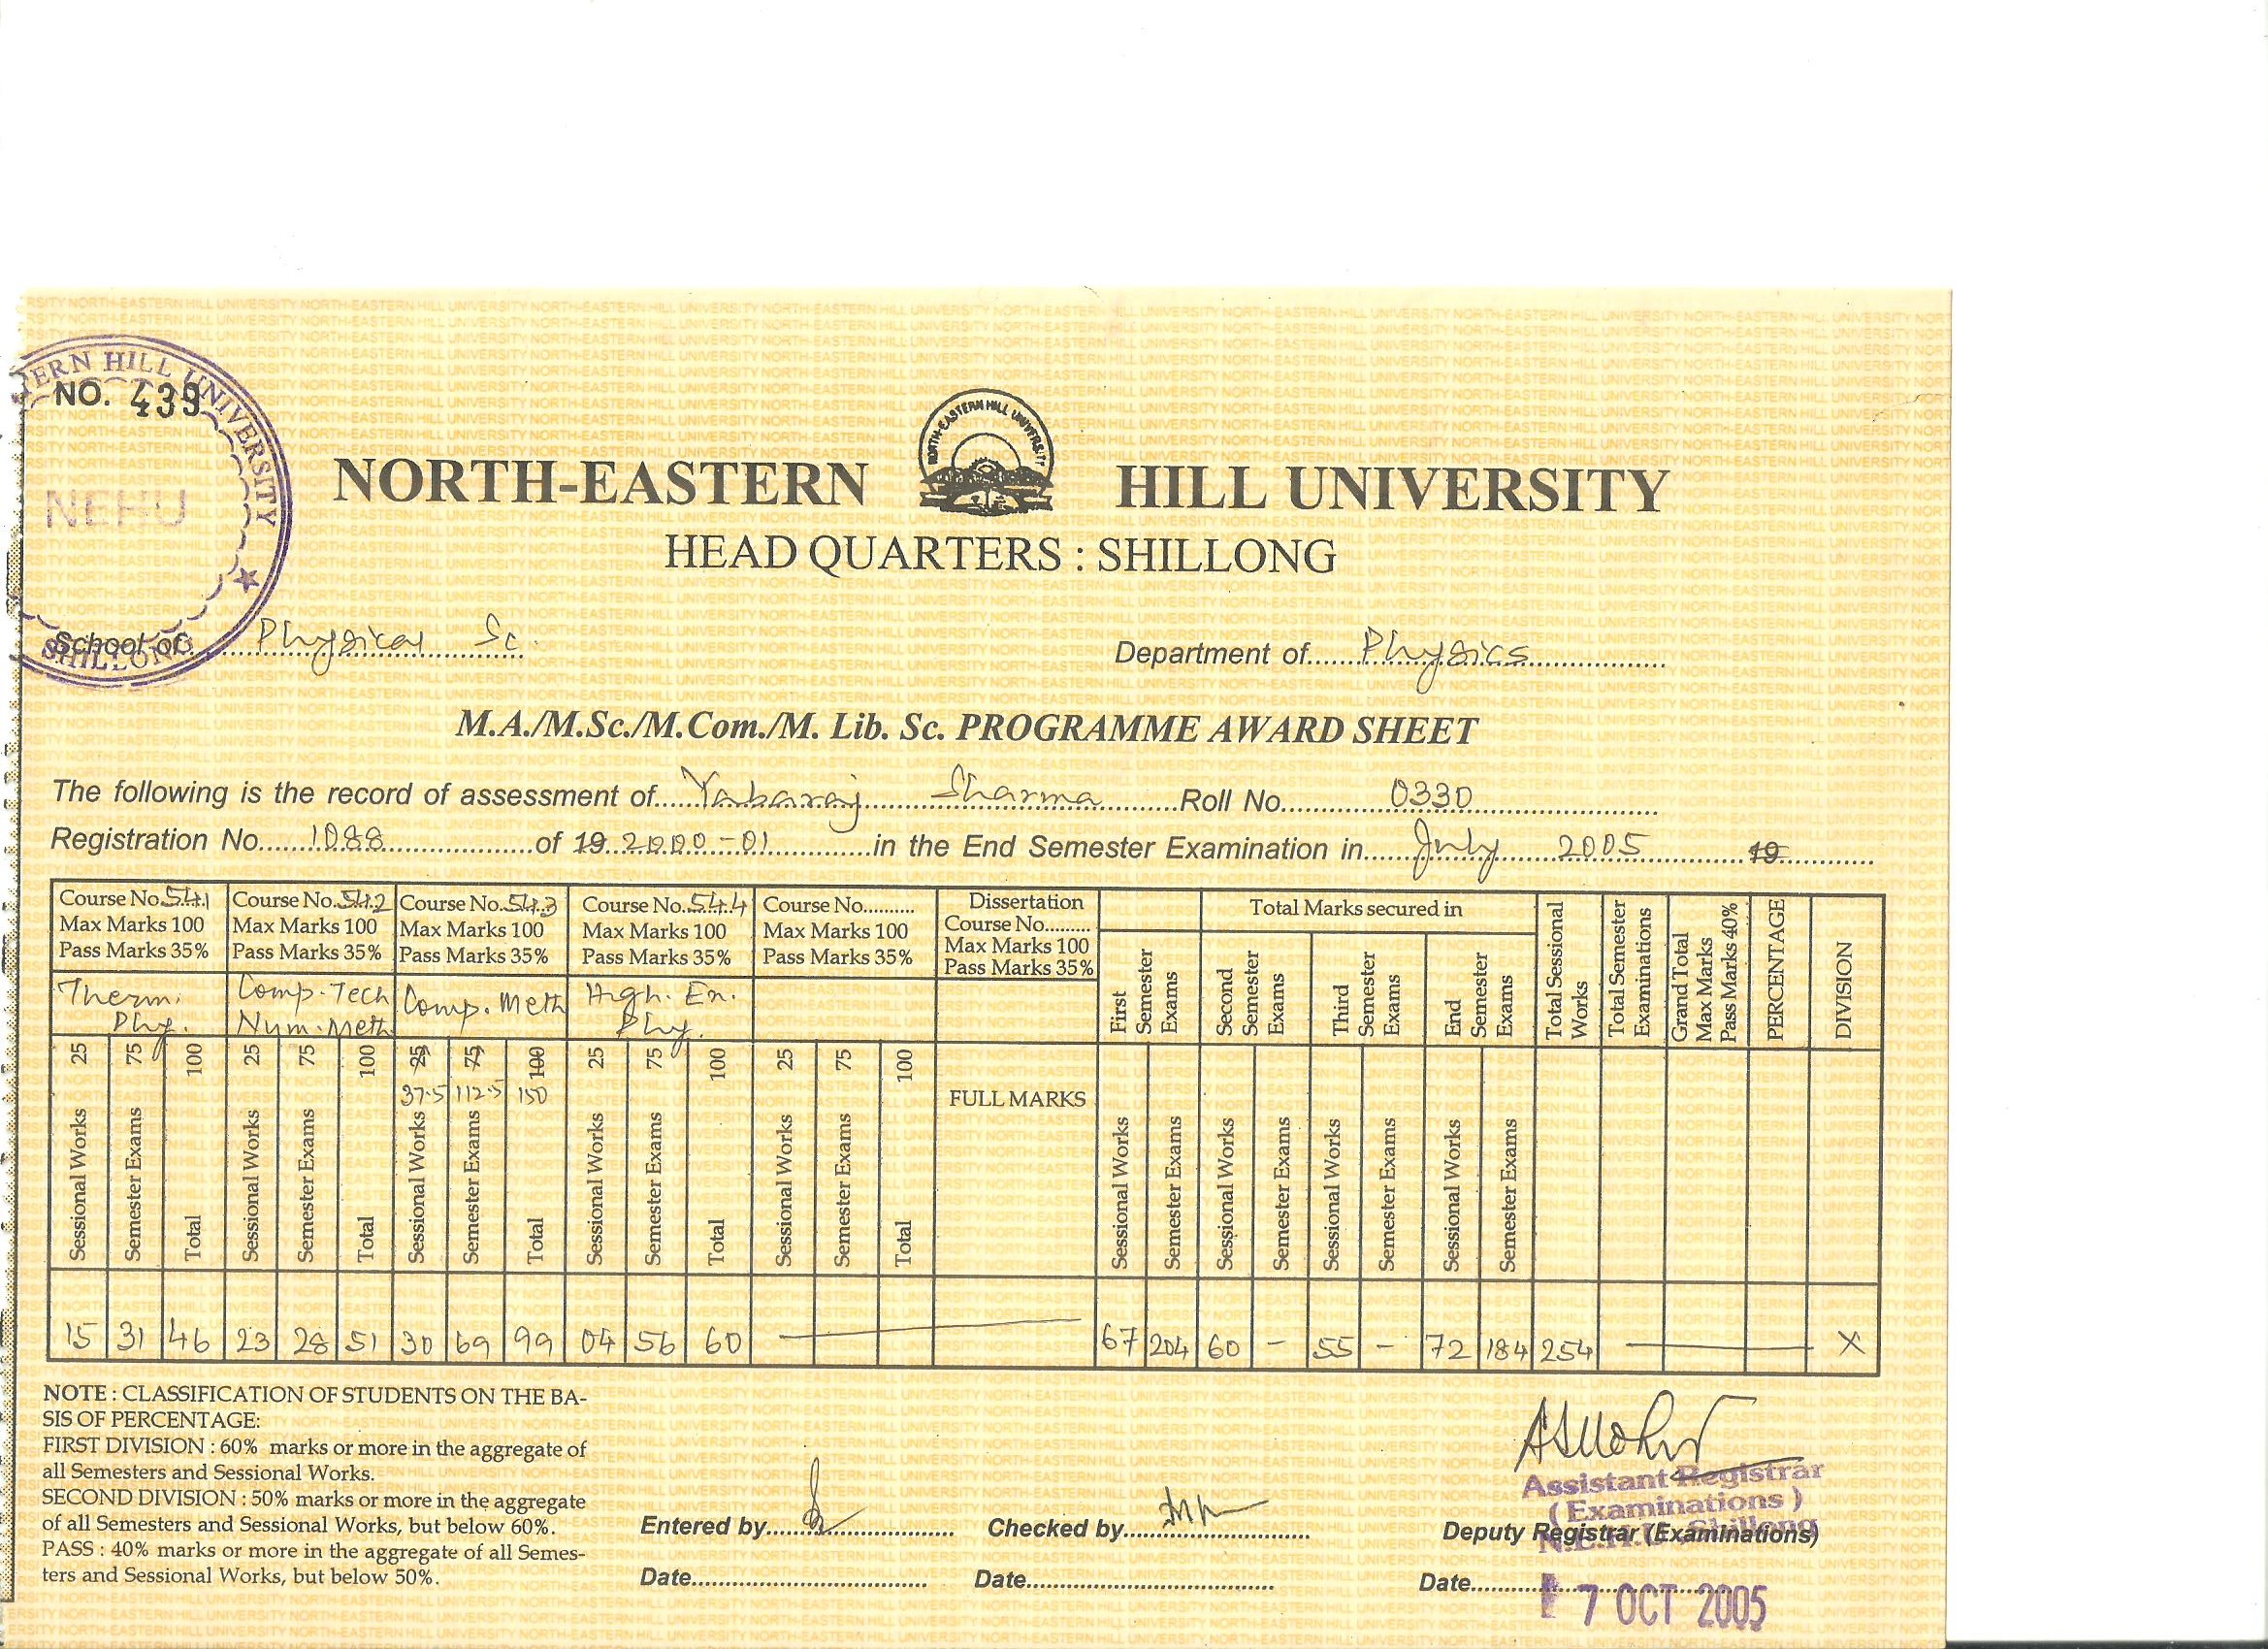 NO. 439
TERN HILL UNIVERSITY
NEHU
SHILLONG
NORTH-EASTERN HILL UNIVERSITY
NORTH-EASTERN HILL UNIVERSITY
HEAD QUARTERS : SHILLONG
School of Physical Sc.
Department of Physics
M.A./M.Sc./M.Com./M. Lib. Sc. PROGRAMME AWARD SHEET
The following is the record of assessment of Yabaraj Sharma Roll No. 0330
Registration No. 1088 of 19 2000-01 in the End Semester Examination in July 2005 19
Course No. 541 Course No. 542 Course No. 543 Course No. 544 Course No. Dissertation Total Marks secured in
Max Marks 100 Max Marks 100 Max Marks 100 Max Marks 100 Max Marks 100 Course No.
Pass Marks 35% Pass Marks 35% Pass Marks 35% Pass Marks 35% Pass Marks 35% Max Marks 100
Pass Marks 35%
First Semester Exams Second Semester Exams Third Semester Exams End Semester Exams Total Sessional Works Total Semester Examinations Grand Total Max Marks Pass Marks 40% PERCENTAGE DIVISION
Therm. Phy. Comp. Tech Num. Meth Comp. Meth High. En. Phy.
25 75 100 25 75 100 25 75 100 25 75 100 25 75 100
37.5 112.5 150 FULL MARKS
Sessional Works Semester Exams Total Sessional Works Semester Exams Total Sessional Works Semester Exams Total Sessional Works Semester Exams Total Sessional Works Semester Exams Total Sessional Works Semester Exams Sessional Works Semester Exams Sessional Works Semester Exams Sessional Works Semester Exams
15 31 46 23 28 51 30 69 99 04 56 60 — 67 204 60 - 55 - 72 184 254 — X
NOTE : CLASSIFICATION OF STUDENTS ON THE BA-
SIS OF PERCENTAGE:
FIRST DIVISION : 60% marks or more in the aggregate of
all Semesters and Sessional Works.
SECOND DIVISION : 50% marks or more in the aggregate
of all Semesters and Sessional Works, but below 60%.
PASS : 40% marks or more in the aggregate of all Semes-
ters and Sessional Works, but below 50%.
Entered by
Date
Checked by
Date
Assistant Registrar
(Examinations)
N.E.H.U., Shillong
Deputy Registrar (Examinations)
Date 7 OCT 2005